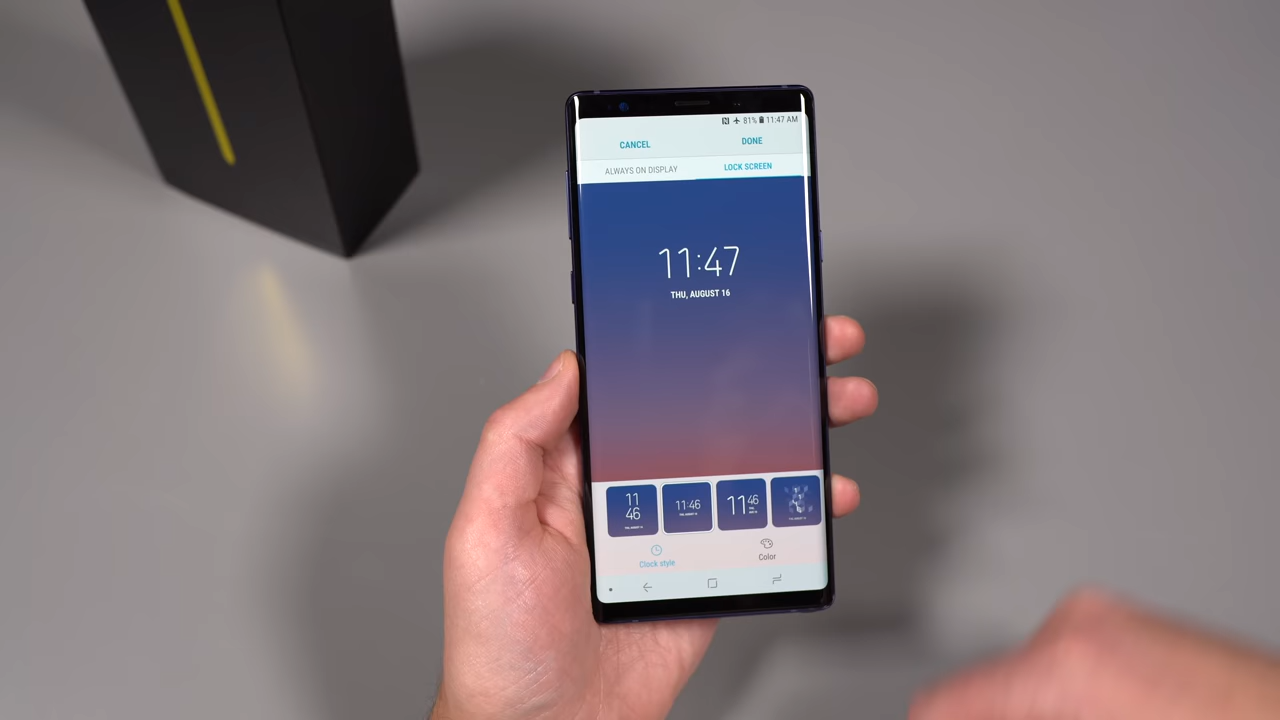 81% 11:47 AM
CANCEL DONE
ALWAYS ON DISPLAY LOCK SCREEN
11:47
THU, AUGUST 16
11 11:46 11 46
46
Clock style Color